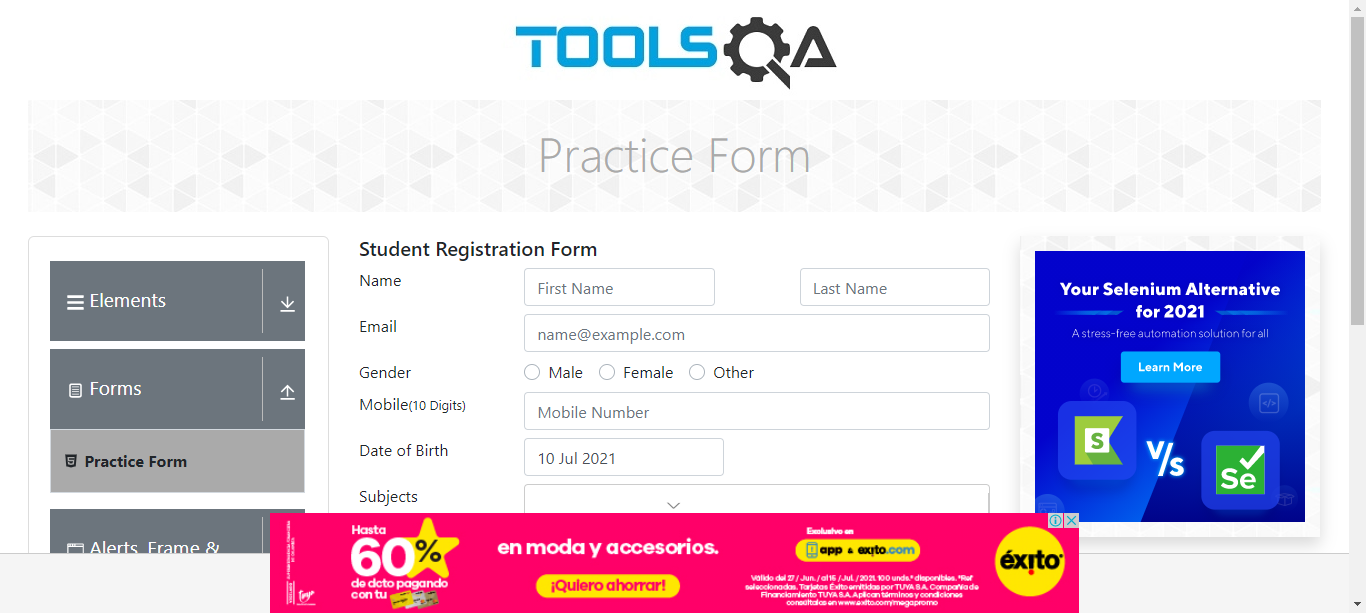 TOOLSQA
Practice Form
Elements
Forms
Practice Form
Alerts, Frame &
Student Registration Form
Name
First Name
Last Name
Email
name@example.com
Gender
Male
Female
Other
Mobile(10 Digits)
Mobile Number
Date of Birth
10 Jul 2021
Subjects
Your Selenium Alternative
for 2021
A stress-free automation solution for all
Learn More
S
V/s
Se
Hasta
60%
de dcto pagando
con tu
en moda y accesorios.
¡Quiero ahorrar!
Exclusivo en
app & exito.com
Válido del 27 / Jun. / al 15 / Jul. / 2021. 100 unds.* disponibles. *Ref
seleccionadas. Tarjetas Éxito emitidas por TUYA S.A. Compañía de
Financiamiento TUYA S.A. Aplican términos y condiciones
consúltalos en www.exito.com/megapromo
éxito